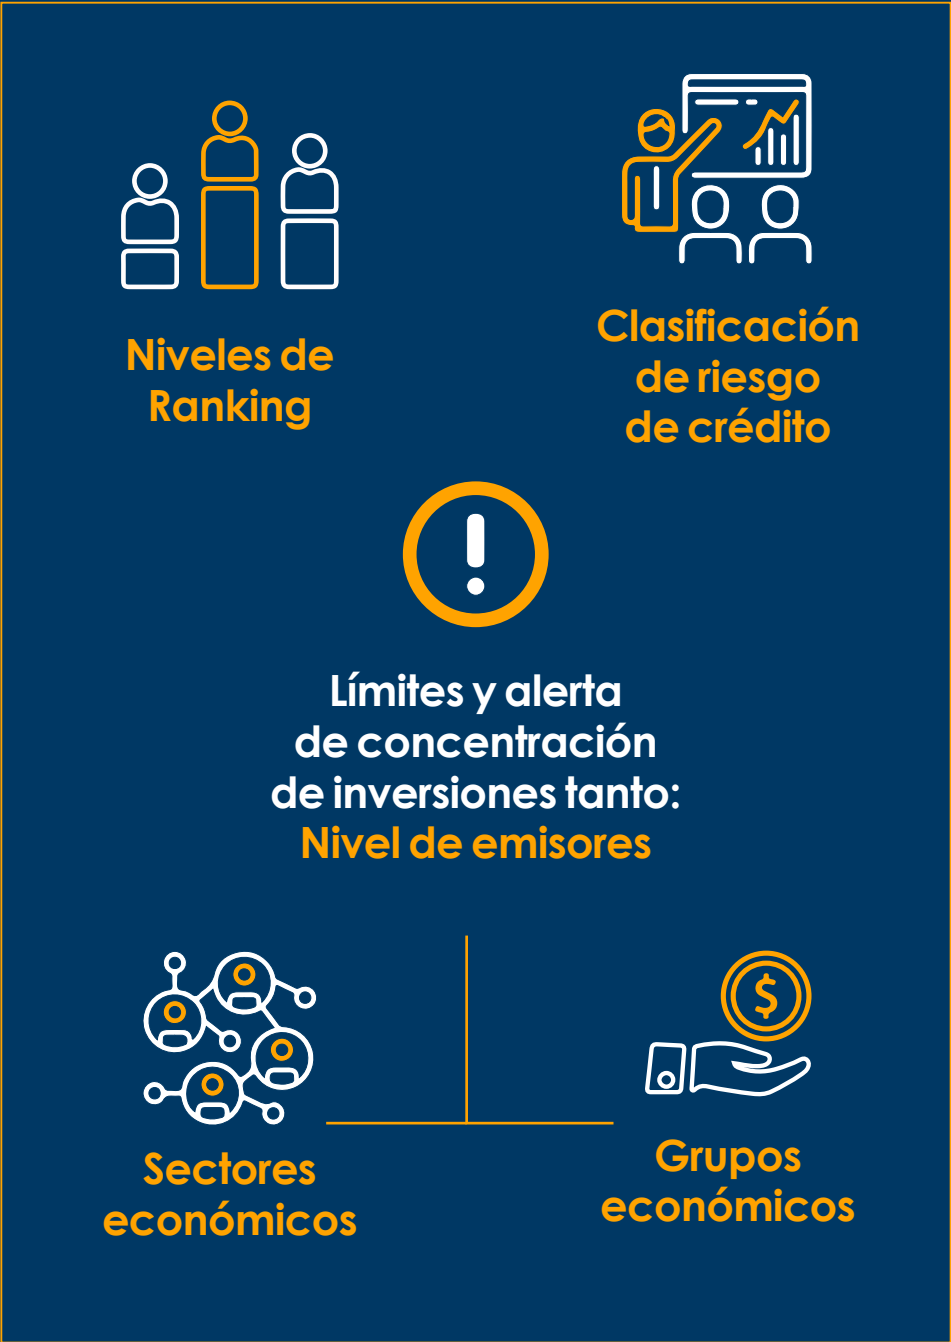 Niveles de
Ranking
Clasificación
de riesgo
de crédito
Límites y alerta
de concentración
de inversiones tanto:
Nivel de emisores
$
Sectores
económicos
Grupos
económicos